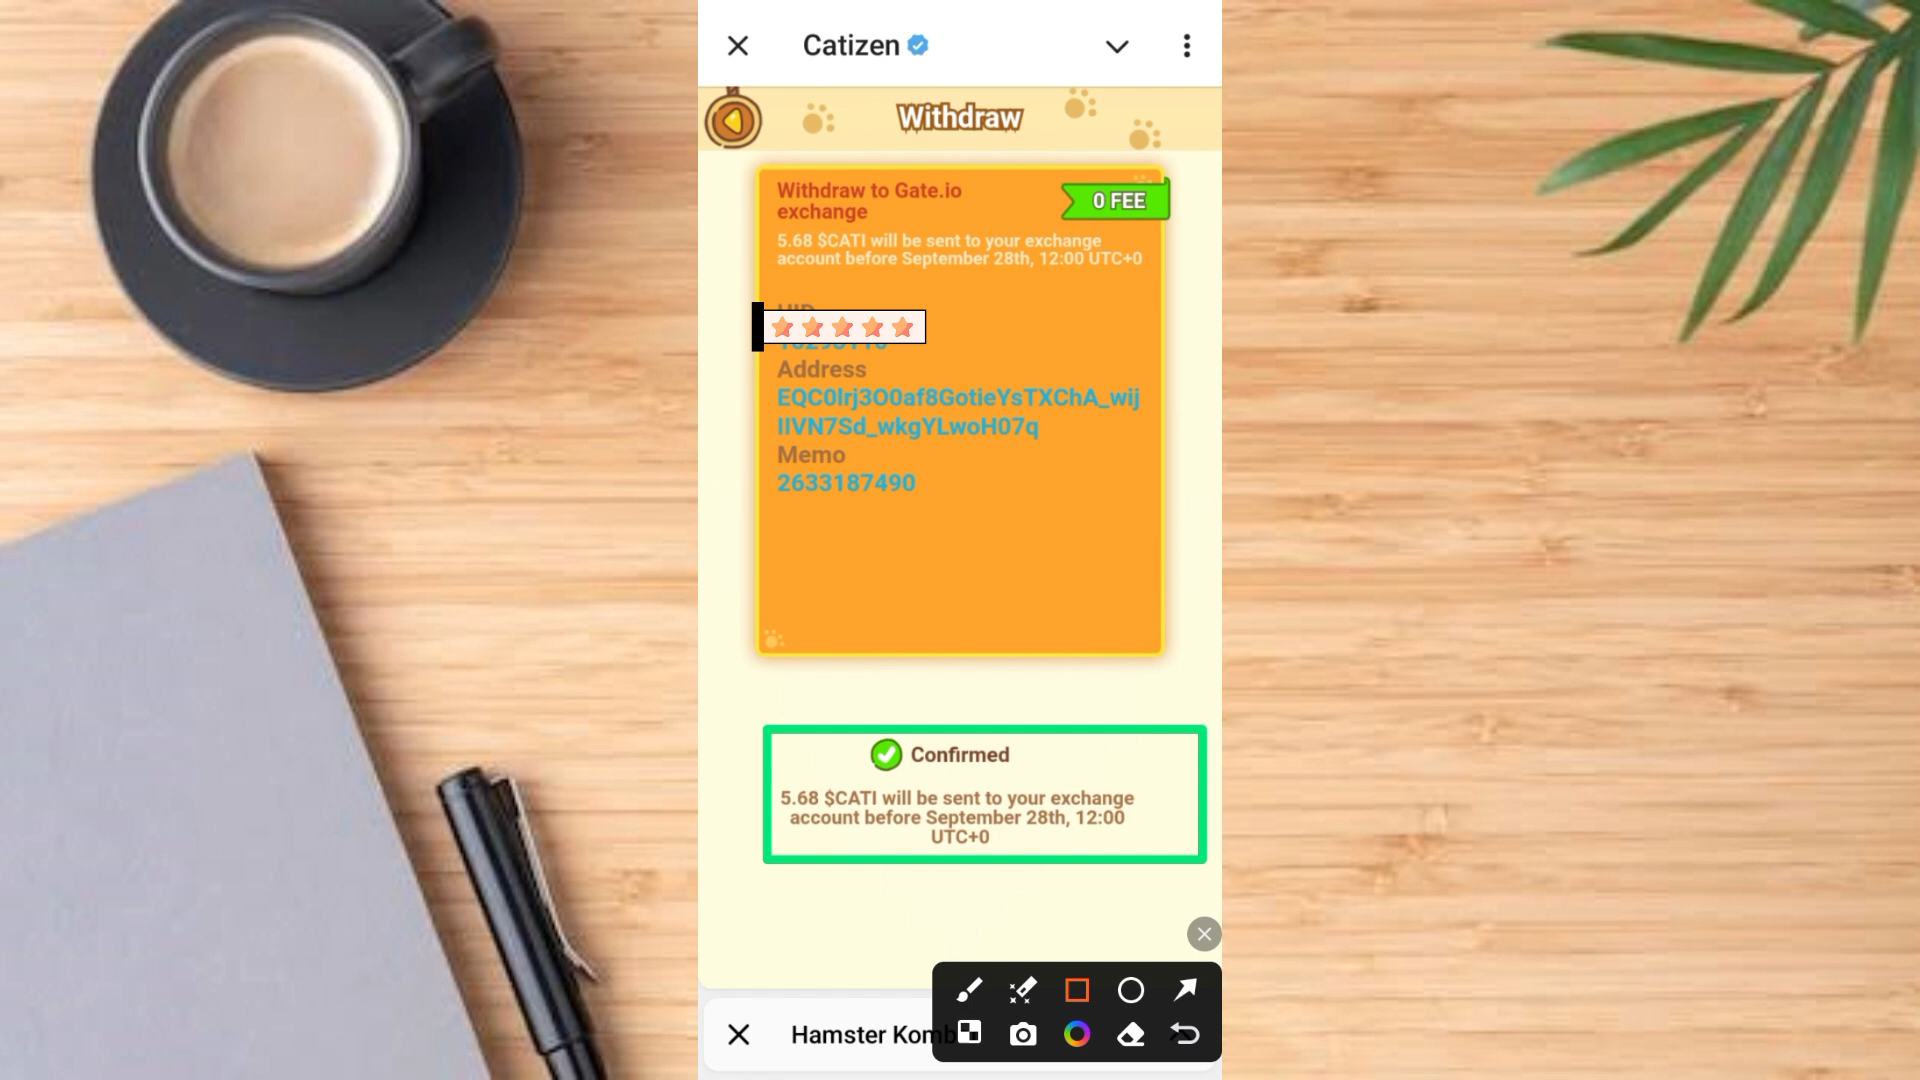 Catizen
Withdraw
Withdraw to Gate.io
exchange
0 FEE
5.68 $CATI will be sent to your exchange
account before September 28th, 12:00 UTC+0
Address
EQC0lrj3O0af8GotieYsTXChA_wij
IIVN7Sd_wkgYLwoH07q
Memo
2633187490
Confirmed
5.68 $CATI will be sent to your exchange
account before September 28th, 12:00
UTC+0
Hamster Komb